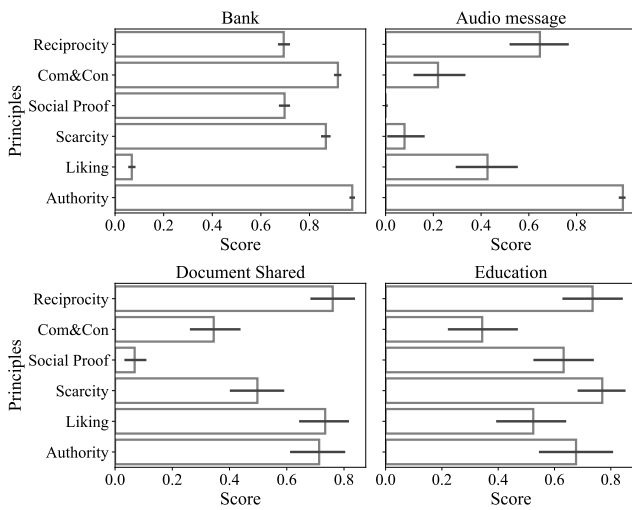 Bank
Audio message
Principles
Reciprocity
Com&Con
Social Proof
Scarcity
Liking
Authority
0.0 0.2 0.4 0.6 0.8
0.0 0.2 0.4 0.6 0.8
Score
Score
Document Shared
Education
Principles
Reciprocity
Com&Con
Social Proof
Scarcity
Liking
Authority
0.0 0.2 0.4 0.6 0.8
0.0 0.2 0.4 0.6 0.8
Score
Score